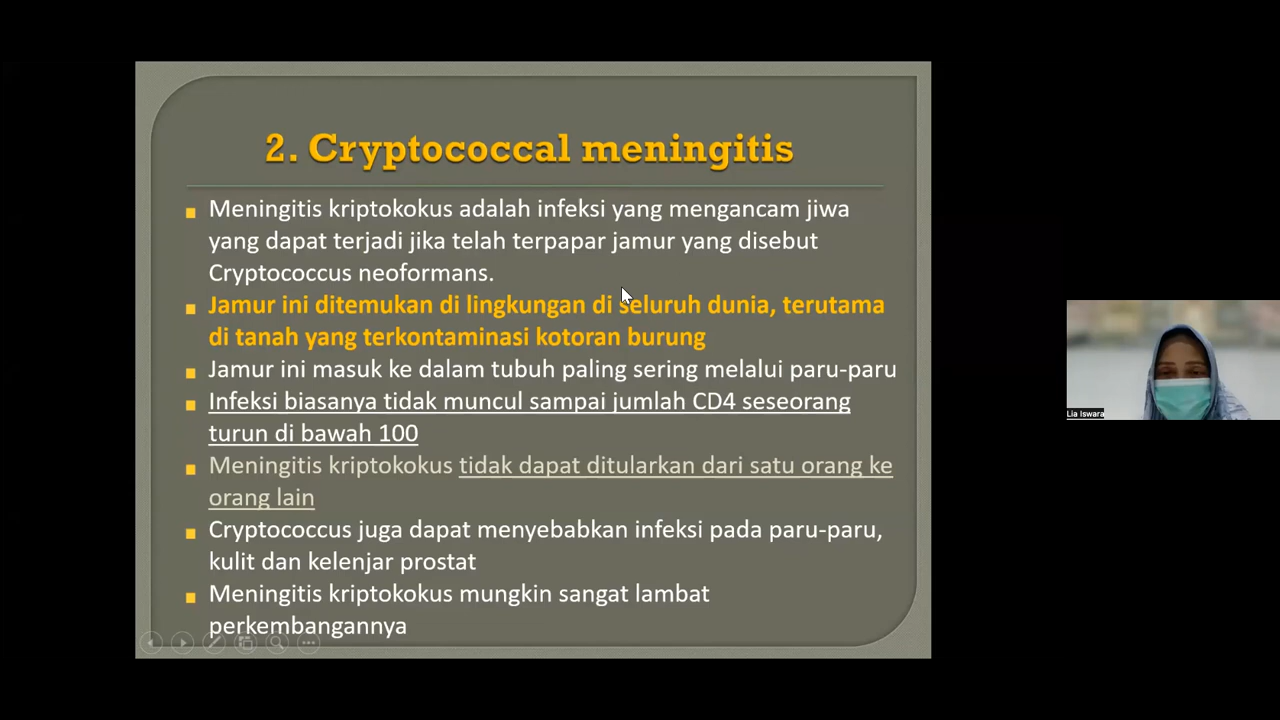 2. Cryptococcal meningitis
Meningitis kriptokokus adalah infeksi yang mengancam jiwa
yang dapat terjadi jika telah terpapar jamur yang disebut
Cryptococcus neoformans.
Jamur ini ditemukan di lingkungan di seluruh dunia, terutama
di tanah yang terkontaminasi kotoran burung
Jamur ini masuk ke dalam tubuh paling sering melalui paru-paru
Infeksi biasanya tidak muncul sampai jumlah CD4 seseorang
turun di bawah 100
Meningitis kriptokokus tidak dapat ditularkan dari satu orang ke
orang lain
Cryptococcus juga dapat menyebabkan infeksi pada paru-paru,
kulit dan kelenjar prostat
Meningitis kriptokokus mungkin sangat lambat
perkembangannya
Lia Iswara